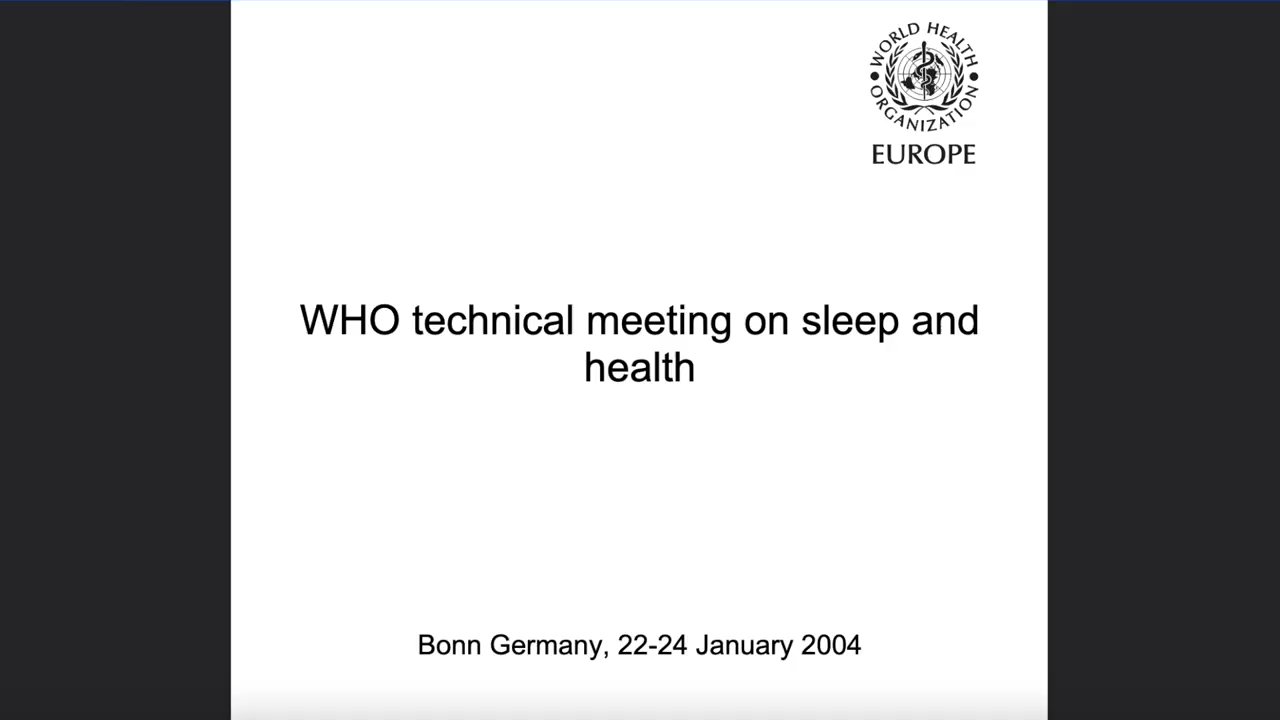 WORLD HEALTH
ORGANIZATION
EUROPE
WHO technical meeting on sleep and
health
Bonn Germany, 22-24 January 2004